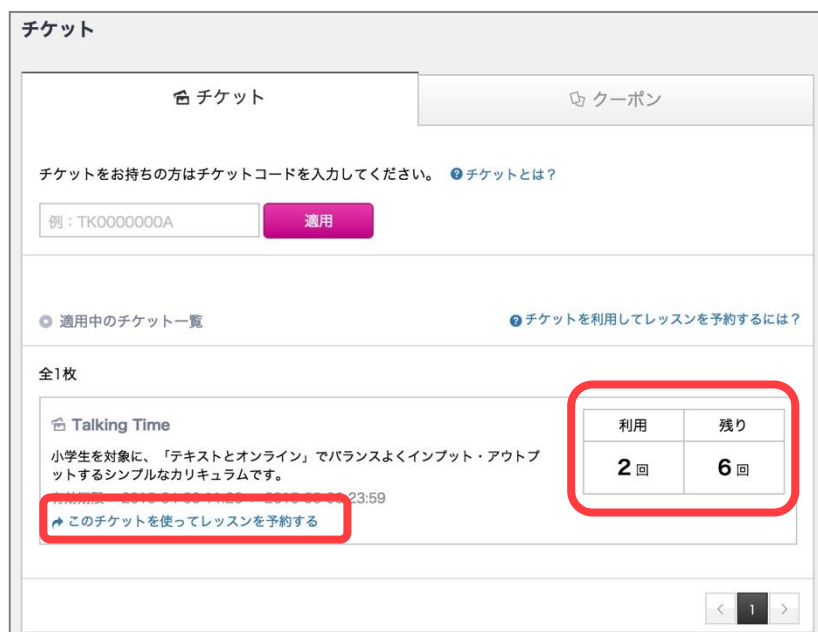 チケット
チケット
クーポン
チケットをお持ちの方はチケットコードを入力してください。 チケットとは？
例：TK0000000A 適用
適用中のチケット一覧 チケットを利用してレッスンを予約するには？
全1枚
Talking Time
小学生を対象に、「テキストとオンライン」でバランスよくインプット・アウトプ
ットするシンプルなカリキュラムです。
23:59
このチケットを使ってレッスンを予約する
利用 残り
2回 6回
< 1 >